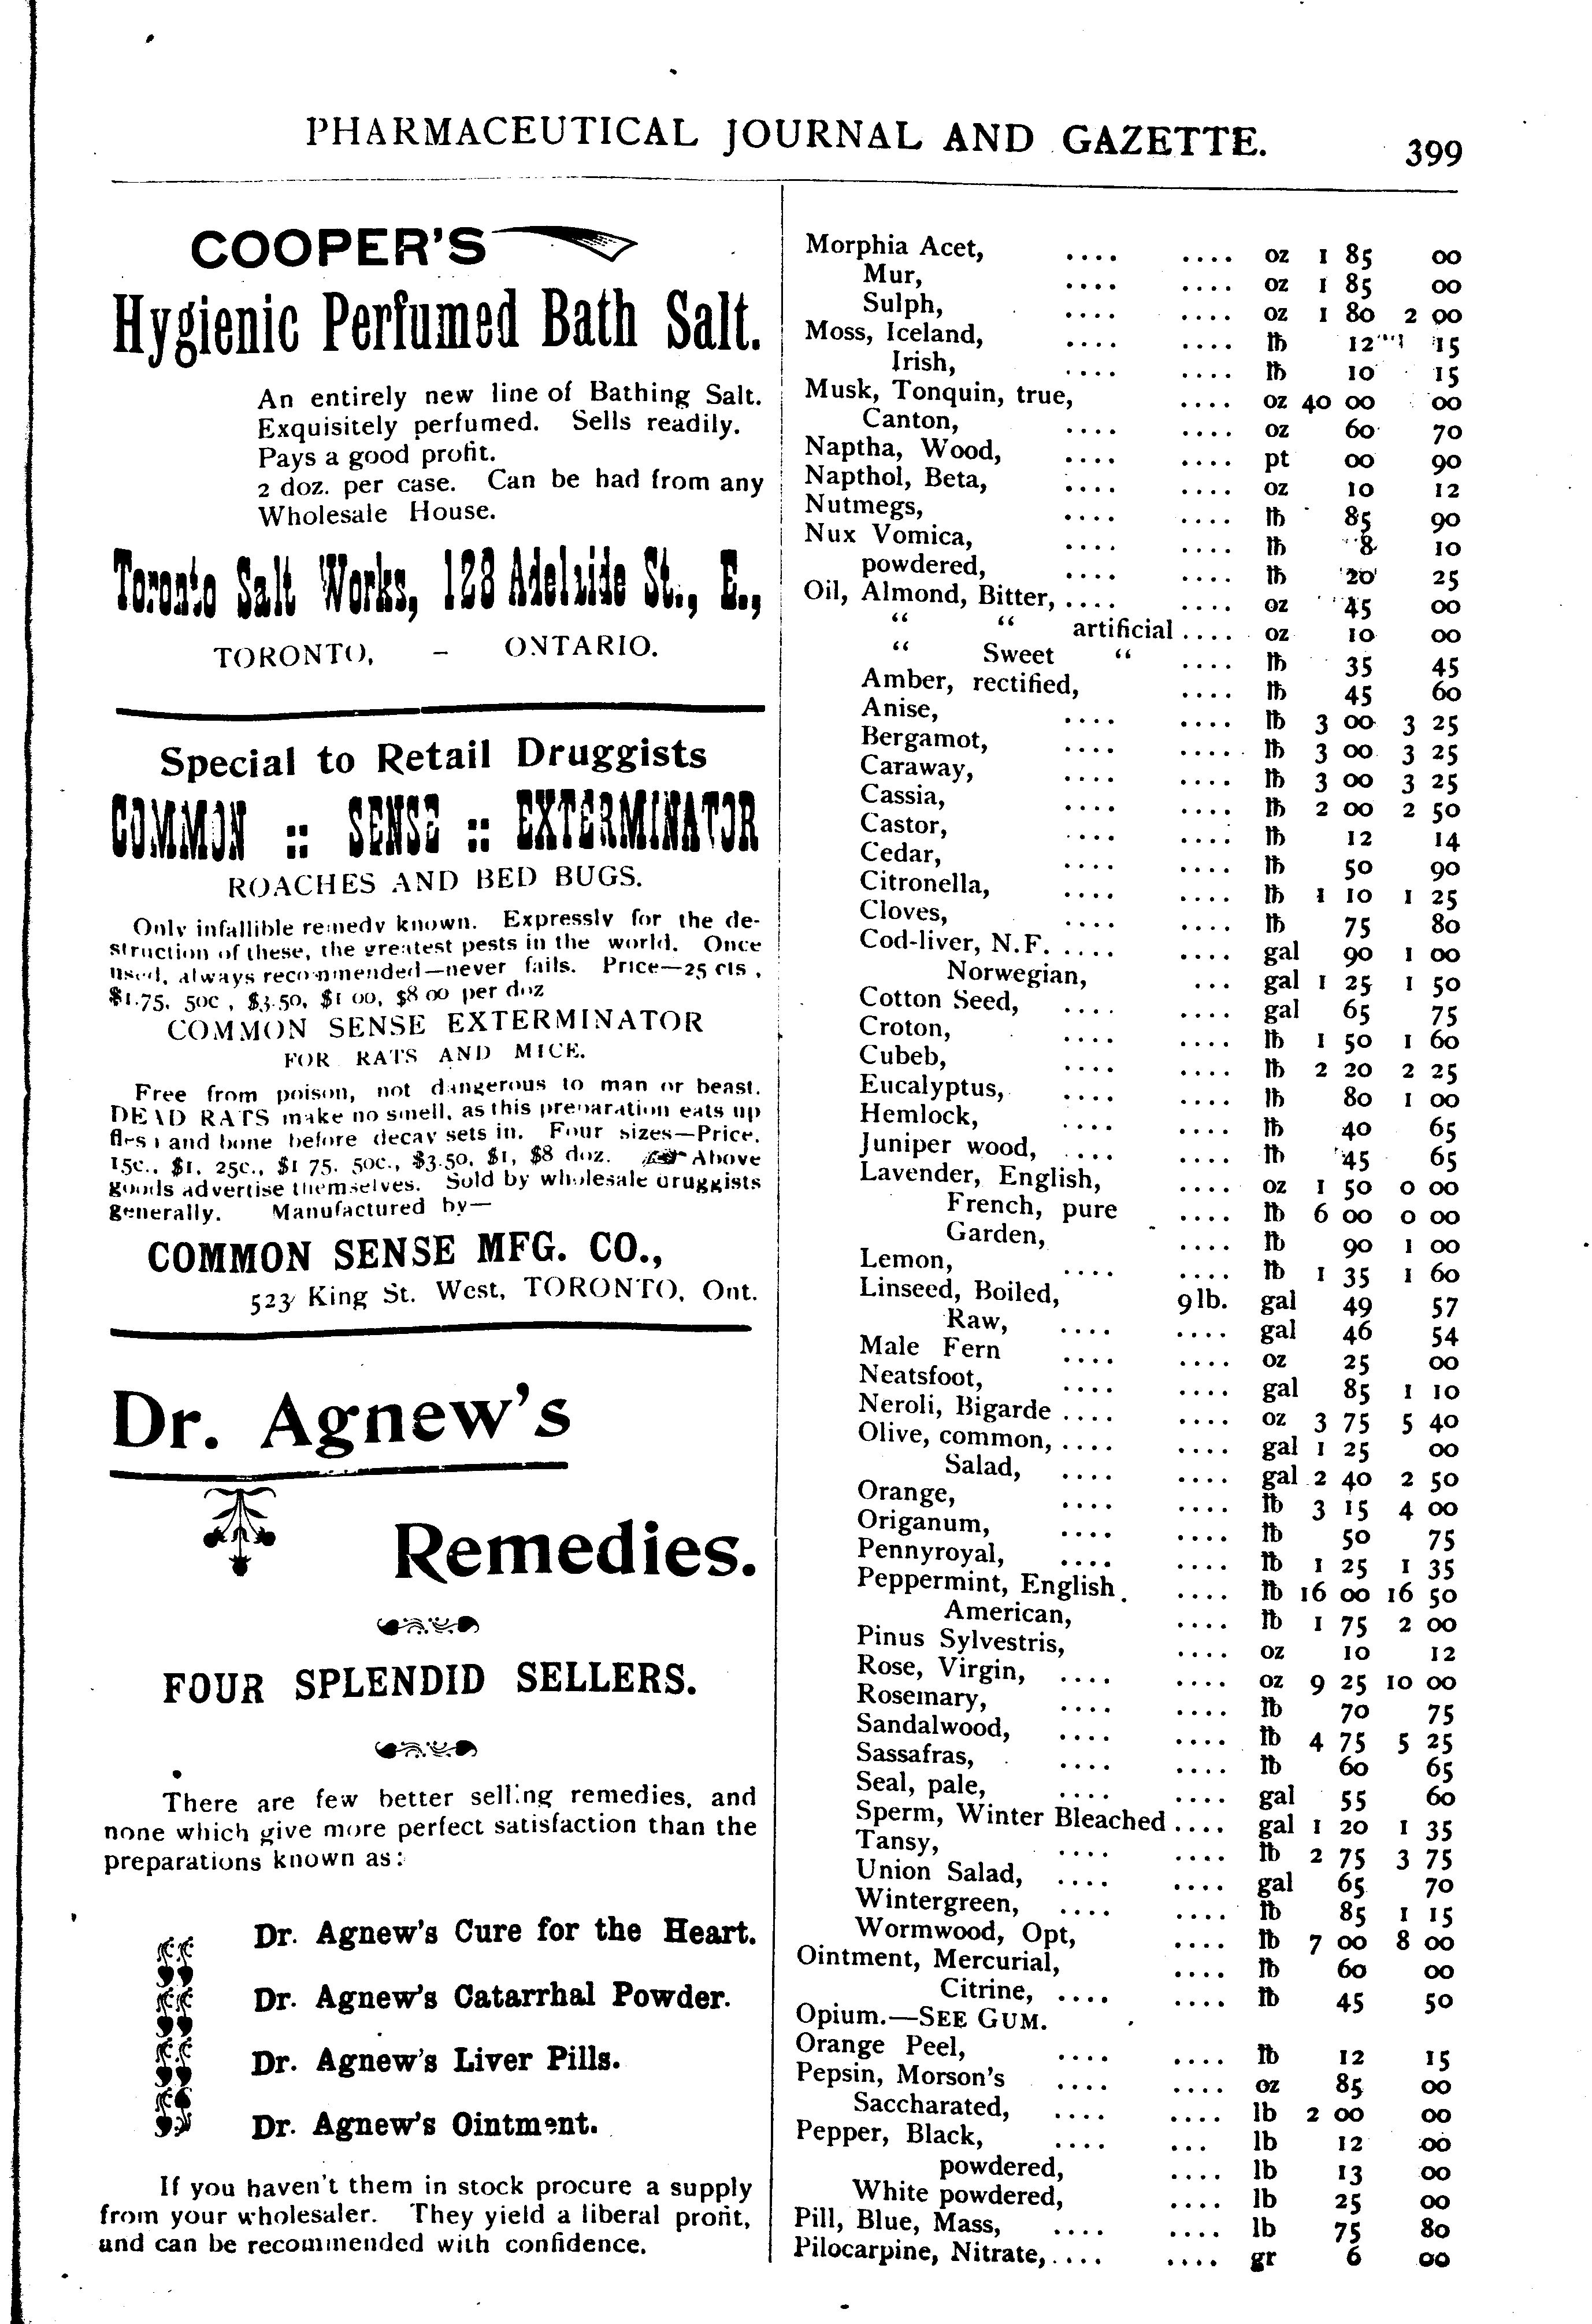 PHARMACEUTICAL JOURNAL AND GAZETTE. 399
COOPER'S
Hygienic Perfumed Bath Salt.
An entirely new line of Bathing Salt.
Exquisitely perfumed. Sells readily.
Pays a good profit.
2 doz. per case. Can be had from any
Wholesale House.
Toronto Salt Works, 128 Adelaide St., E.,
TORONTO, – ONTARIO.
Special to Retail Druggists
COMMON :: SENSE :: EXTERMINATOR
ROACHES AND BED BUGS.
Only infallible remedy known. Expressly for the de-
struction of these, the greatest pests in the world. Once
used, always recommended—never fails. Price—25 cts,
$1.75, 50c, $3.50, $1 00, $8 00 per doz
COMMON SENSE EXTERMINATOR
FOR RATS AND MICE.
Free from poison, not dangerous to man or beast.
DEAD RATS make no smell, as this preparation eats up
flesh and bone before decay sets in. Four sizes—Price.
15c., $1, 25c., $1 75. 50c., $3.50, $1, $8 doz. Above
goods advertise themselves. Sold by wholesale druggists
generally. Manufactured by—
COMMON SENSE MFG. CO.,
523 King St. West, TORONTO, Ont.
Dr. Agnew's
Remedies.
FOUR SPLENDID SELLERS.
There are few better selling remedies, and
none which give more perfect satisfaction than the
preparations known as:
Dr. Agnew's Cure for the Heart.
Dr. Agnew's Catarrhal Powder.
Dr. Agnew's Liver Pills.
Dr. Agnew's Ointment.
If you haven't them in stock procure a supply
from your wholesaler. They yield a liberal profit,
and can be recommended with confidence.
Morphia Acet, .... .... oz 1 85 00
Mur, .... .... oz 1 85 00
Sulph, .... .... oz 1 80 2 00
Moss, Iceland, .... .... lb 12 15
Irish, .... .... lb 10 15
Musk, Tonquin, true, .... oz 40 00 00
Canton, .... .... oz 60 70
Naptha, Wood, .... .... pt 00 90
Napthol, Beta, .... .... oz 10 12
Nutmegs, .... .... lb 85 90
Nux Vomica, .... .... lb 8 10
powdered, .... .... lb 20 25
Oil, Almond, Bitter, .... .... oz 45 00
" " artificial .... oz 10 00
" Sweet " .... lb 35 45
Amber, rectified, .... lb 45 60
Anise, .... .... lb 3 00 3 25
Bergamot, .... .... lb 3 00 3 25
Caraway, .... .... lb 3 00 3 25
Cassia, .... .... lb 2 00 2 50
Castor, .... .... lb 12 14
Cedar, .... .... lb 50 90
Citronella, .... .... lb 1 10 1 25
Cloves, .... .... lb 75 80
Cod-liver, N.F. .... .... gal 90 1 00
Norwegian, ... gal 1 25 1 50
Cotton Seed, .... .... gal 65 75
Croton, .... .... lb 1 50 1 60
Cubeb, .... .... lb 2 20 2 25
Eucalyptus, .... .... lb 80 1 00
Hemlock, .... .... lb 40 65
Juniper wood, .... .... lb 45 65
Lavender, English, .... oz 1 50 0 00
French, pure .... lb 6 00 0 00
Garden, .... lb 90 1 00
Lemon, .... .... lb 1 35 1 60
Linseed, Boiled, 9 lb. gal 49 57
Raw, .... .... gal 46 54
Male Fern .... .... oz 25 00
Neatsfoot, .... .... gal 85 1 10
Neroli, Bigarde .... .... oz 3 75 5 40
Olive, common, .... .... gal 1 25 00
Salad, .... .... gal 2 40 2 50
Orange, .... .... lb 3 15 4 00
Origanum, .... .... lb 50 75
Pennyroyal, .... .... lb 1 25 1 35
Peppermint, English .... lb 16 00 16 50
American, .... lb 1 75 2 00
Pinus Sylvestris, .... oz 10 12
Rose, Virgin, .... .... oz 9 25 10 00
Rosemary, .... .... lb 70 75
Sandalwood, .... .... lb 4 75 5 25
Sassafras, .... .... lb 60 65
Seal, pale, .... .... gal 55 60
Sperm, Winter Bleached .... gal 1 20 1 35
Tansy, .... .... lb 2 75 3 75
Union Salad, .... .... gal 65 70
Wintergreen, .... .... lb 85 1 15
Wormwood, Opt, .... lb 7 00 8 00
Ointment, Mercurial, .... lb 60 00
Citrine, .... .... lb 45 50
Opium.—SEE GUM.
Orange Peel, .... .... lb 12 15
Pepsin, Morson's .... .... oz 85 00
Saccharated, .... .... lb 2 00 00
Pepper, Black, .... ... lb 12 00
powdered, .... lb 13 00
White powdered, .... lb 25 00
Pill, Blue, Mass, .... .... lb 75 80
Pilocarpine, Nitrate, .... .... gr 6 00